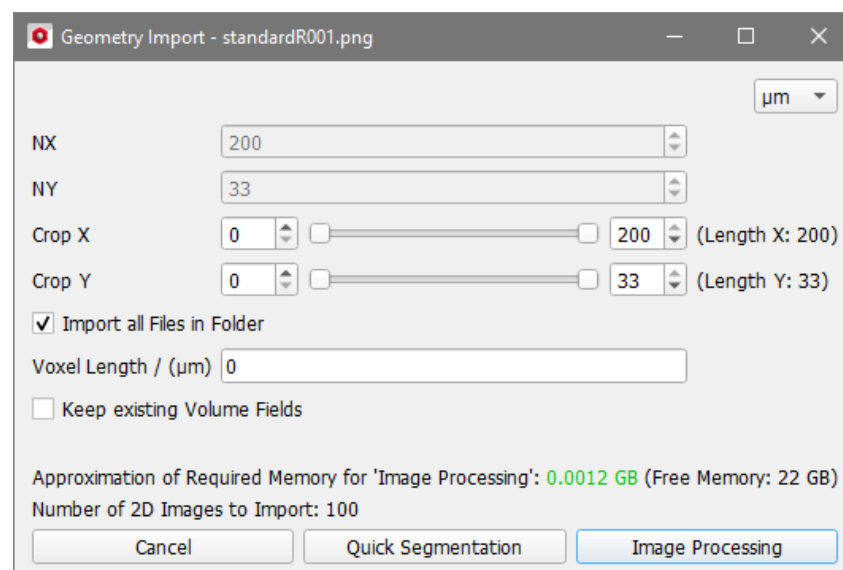 Geometry Import - standardR001.png
µm
NX 200
NY 33
Crop X 0 200 (Length X: 200)
Crop Y 0 33 (Length Y: 33)
Import all Files in Folder
Voxel Length / (µm) 0
Keep existing Volume Fields
Approximation of Required Memory for 'Image Processing': 0.0012 GB (Free Memory: 22 GB)
Number of 2D Images to Import: 100
Cancel Quick Segmentation Image Processing